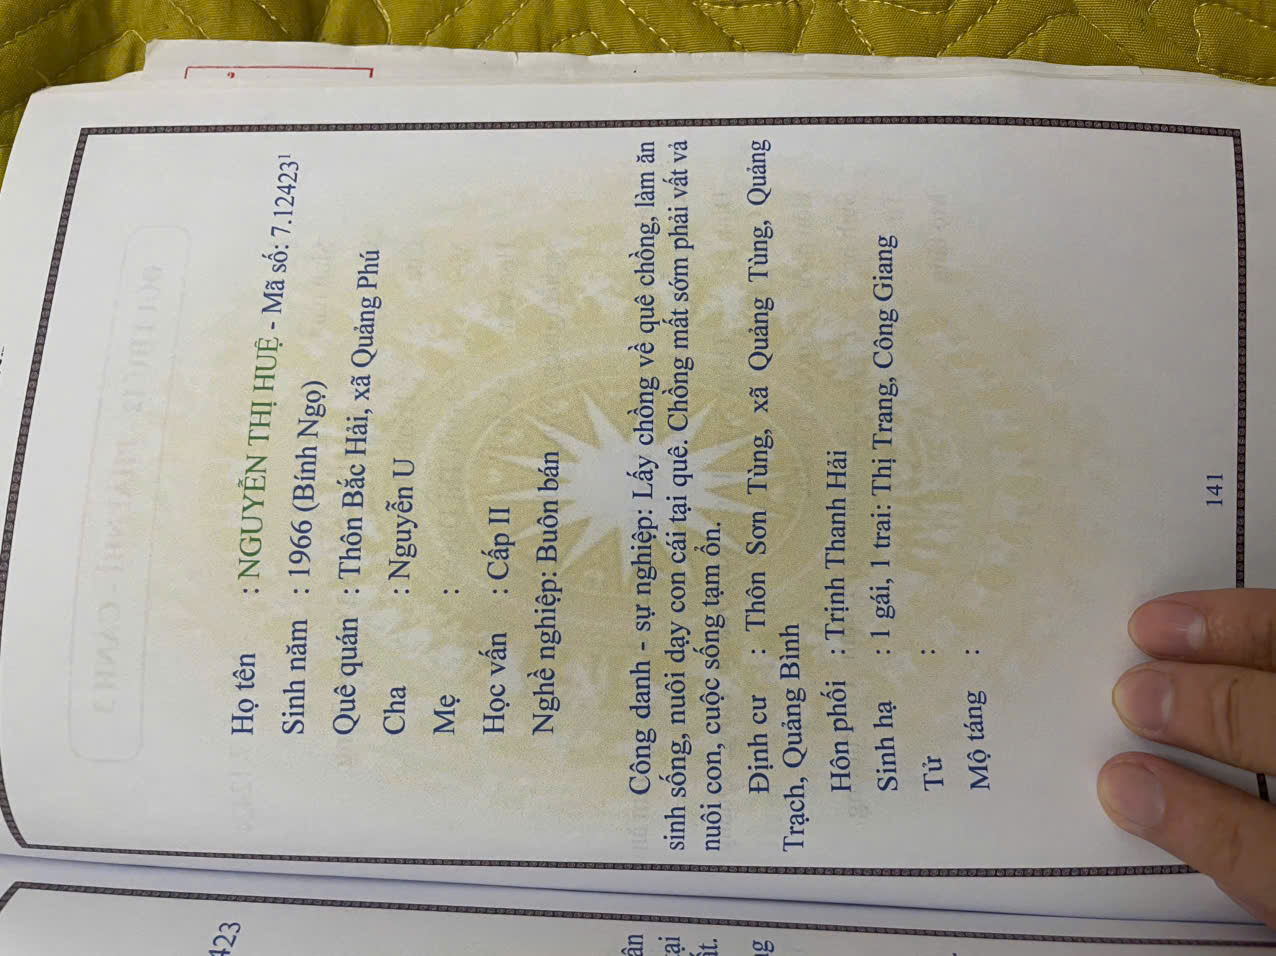 Họ tên : NGUYỄN THỊ HUỆ - Mã số: 7.12423¹
Sinh năm : 1966 (Bính Ngọ)
Quê quán : Thôn Bắc Hải, xã Quảng Phú
Cha : Nguyễn U
Mẹ :
Học vấn : Cấp II
Nghề nghiệp: Buôn bán
Công danh - sự nghiệp: Lấy chồng về quê chồng, làm ăn
sinh sống, nuôi dạy con cái tại quê. Chồng mất sớm phải vất vả
nuôi con, cuộc sống tạm ổn.
Định cư : Thôn Sơn Tùng, xã Quảng Tùng, Quảng
Trạch, Quảng Bình
Hôn phối : Trịnh Thanh Hải
Sinh hạ : 1 gái, 1 trai: Thị Trang, Công Giang
Tử :
Mộ táng :
141
423